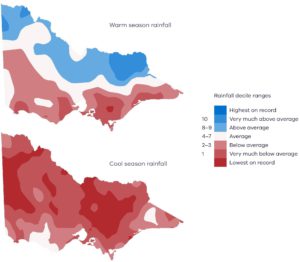 Warm season rainfall
Rainfall decile ranges
Highest on record
10 Very much above average
8–9 Above average
4–7 Average
2–3 Below average
1 Very much below average
Lowest on record
Cool season rainfall